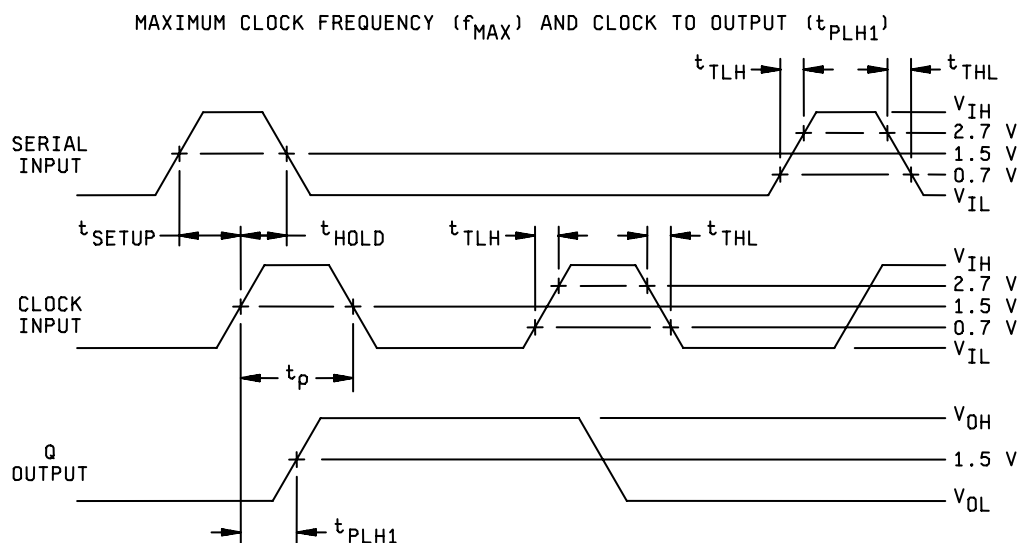 MAXIMUM CLOCK FREQUENCY (fMAX) AND CLOCK TO OUTPUT (tPLH1)
tTLH
tTHL
SERIAL
INPUT
VIH
2.7 V
1.5 V
0.7 V
VIL
tSETUP
tHOLD
tTLH
tTHL
CLOCK
INPUT
VIH
2.7 V
1.5 V
0.7 V
VIL
tp
Q
OUTPUT
VOH
1.5 V
VOL
tPLH1